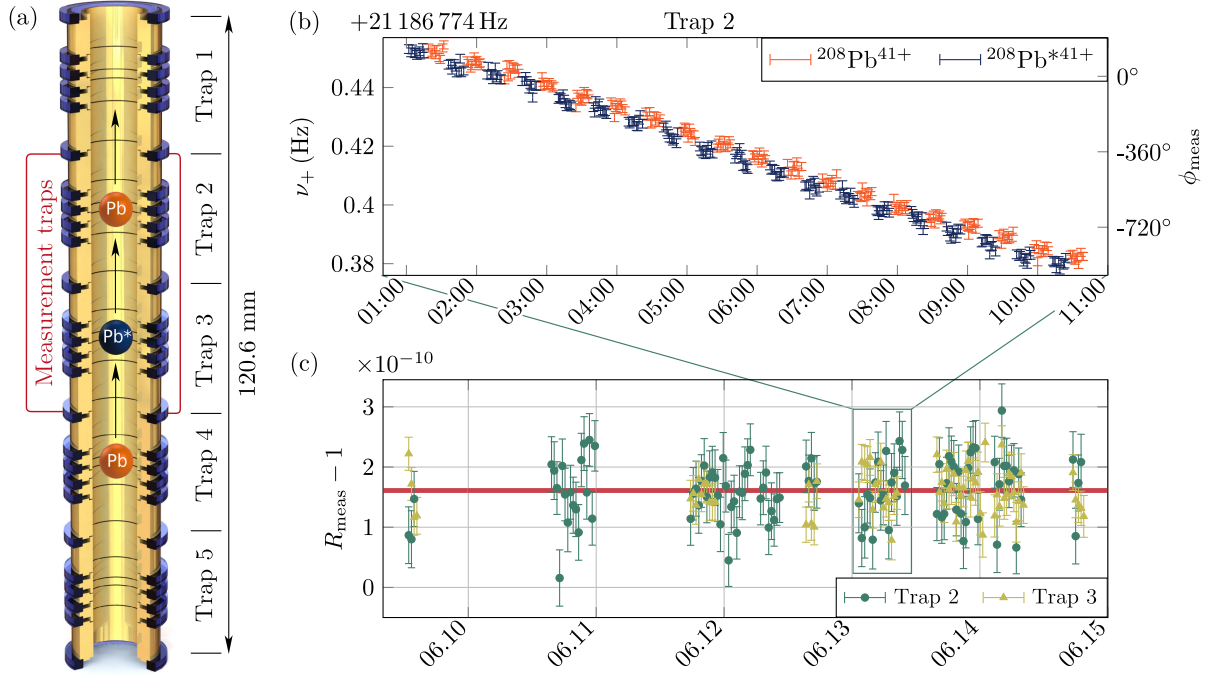 (a)
Trap 1
Trap 2
Trap 3
Trap 4
Trap 5
Measurement traps
120.6 mm
Pb
Pb*
Pb
(b)
+21 186 774 Hz
Trap 2
²⁰⁸Pb⁴¹⁺
²⁰⁸Pb*⁴¹⁺
ν₊ (Hz)
0.44
0.42
0.4
0.38
0°
-360°
-720°
ϕ_meas
01:00
02:00
03:00
04:00
05:00
06:00
07:00
08:00
09:00
10:00
11:00
(c)
×10⁻¹⁰
R_meas − 1
3
2
1
0
Trap 2
Trap 3
06.10
06.11
06.12
06.13
06.14
06.15